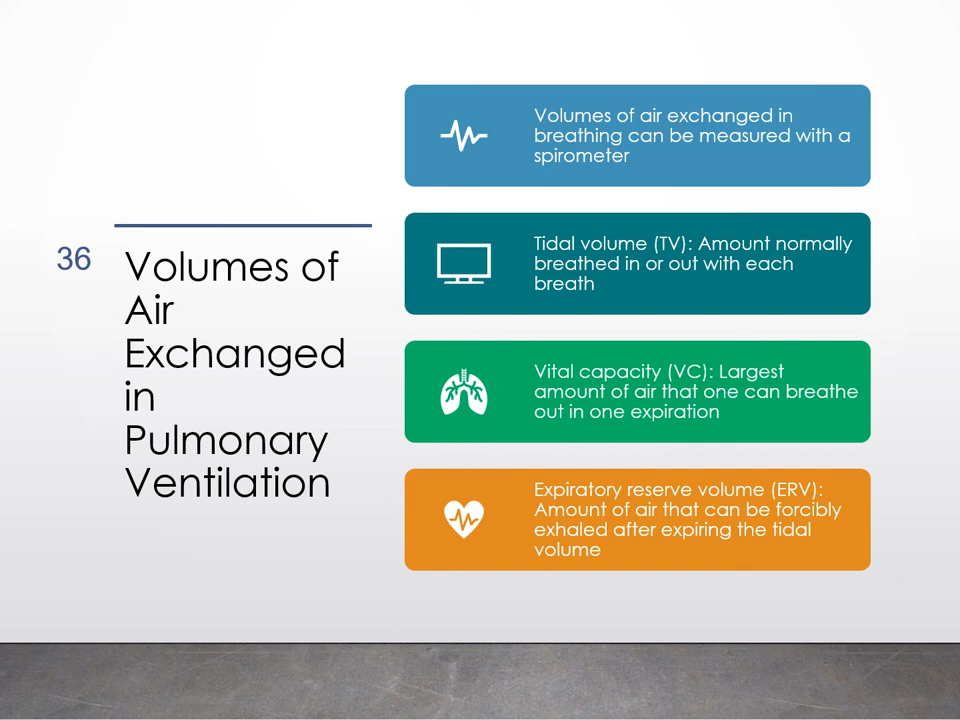 36
Volumes of
Air
Exchanged
in
Pulmonary
Ventilation
Volumes of air exchanged in
breathing can be measured with a
spirometer
Tidal volume (TV): Amount normally
breathed in or out with each
breath
Vital capacity (VC): Largest
amount of air that one can breathe
out in one expiration
Expiratory reserve volume (ERV):
Amount of air that can be forcibly
exhaled after expiring the tidal
volume